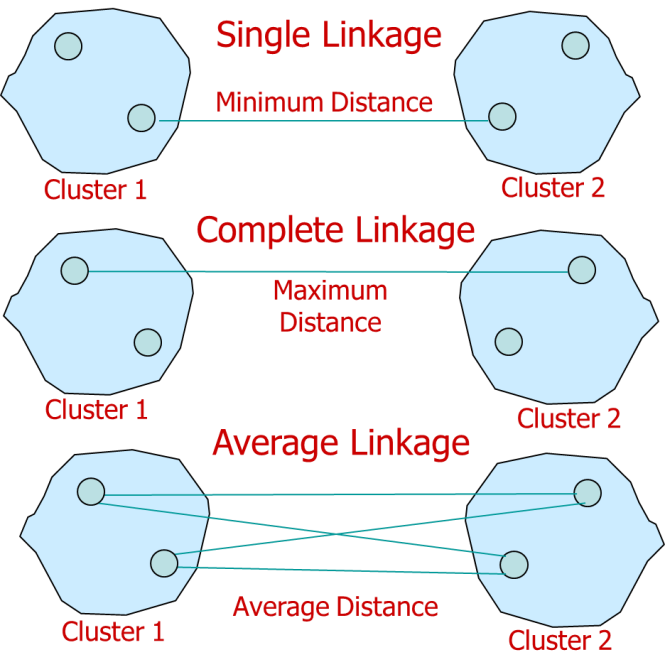 Single Linkage
Minimum Distance
Cluster 1
Cluster 2
Complete Linkage
Maximum
Distance
Cluster 1
Cluster 2
Average Linkage
Average Distance
Cluster 1
Cluster 2